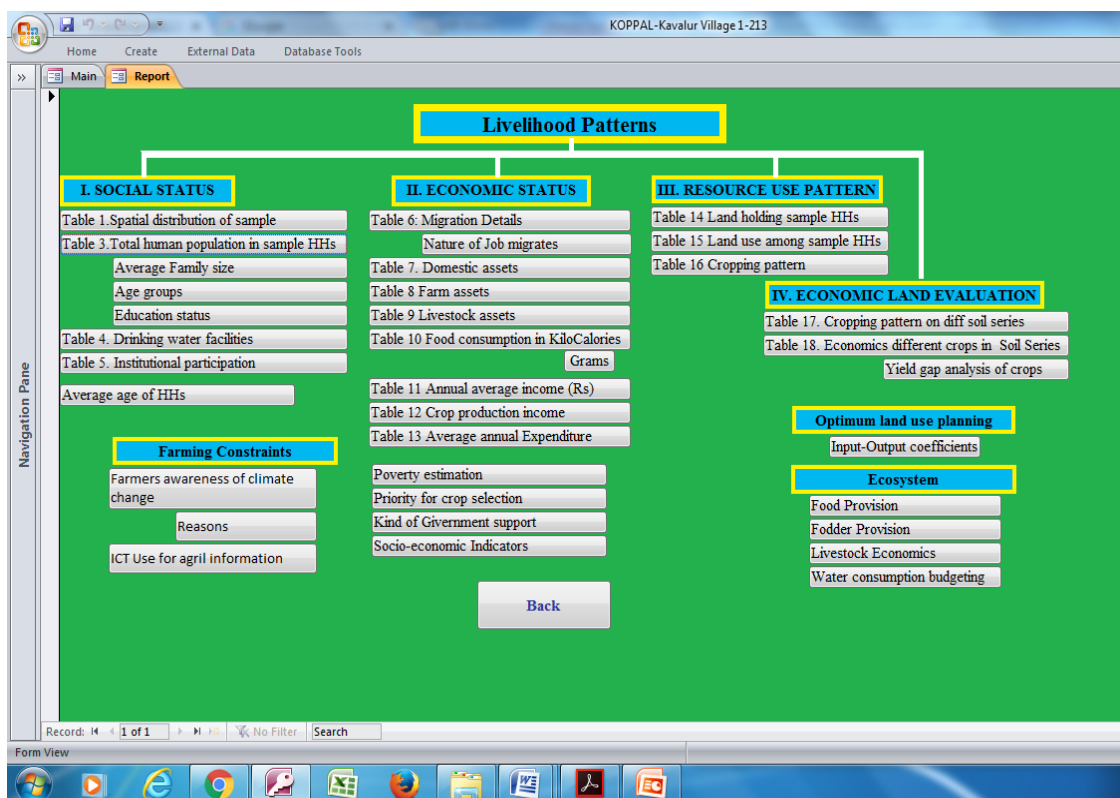 KOPPAL-Kavalur Village 1-213
Home Create External Data Database Tools
Main Report
Navigation Pane
Livelihood Patterns
I. SOCIAL STATUS
Table 1.Spatial distribution of sample
Table 3.Total human population in sample HHs
Average Family size
Age groups
Education status
Table 4. Drinking water facilities
Table 5. Institutional participation
Average age of HHs
Farming Constraints
Farmers awareness of climate
change
Reasons
ICT Use for agril information
II. ECONOMIC STATUS
Table 6: Migration Details
Nature of Job migrates
Table 7. Domestic assets
Table 8 Farm assets
Table 9 Livestock assets
Table 10 Food consumption in KiloCalories
Grams
Table 11 Annual average income (Rs)
Table 12 Crop production income
Table 13 Average annual Expenditure
Poverty estimation
Priority for crop selection
Kind of Givernment support
Socio-economic Indicators
Back
III. RESOURCE USE PATTERN
Table 14 Land holding sample HHs
Table 15 Land use among sample HHs
Table 16 Cropping pattern
IV. ECONOMIC LAND EVALUATION
Table 17. Cropping pattern on diff soil series
Table 18. Economics different crops in Soil Series
Yield gap analysis of crops
Optimum land use planning
Input-Output coefficients
Ecosystem
Food Provision
Fodder Provision
Livestock Economics
Water consumption budgeting
Record: 1 of 1 No Filter Search
Form View